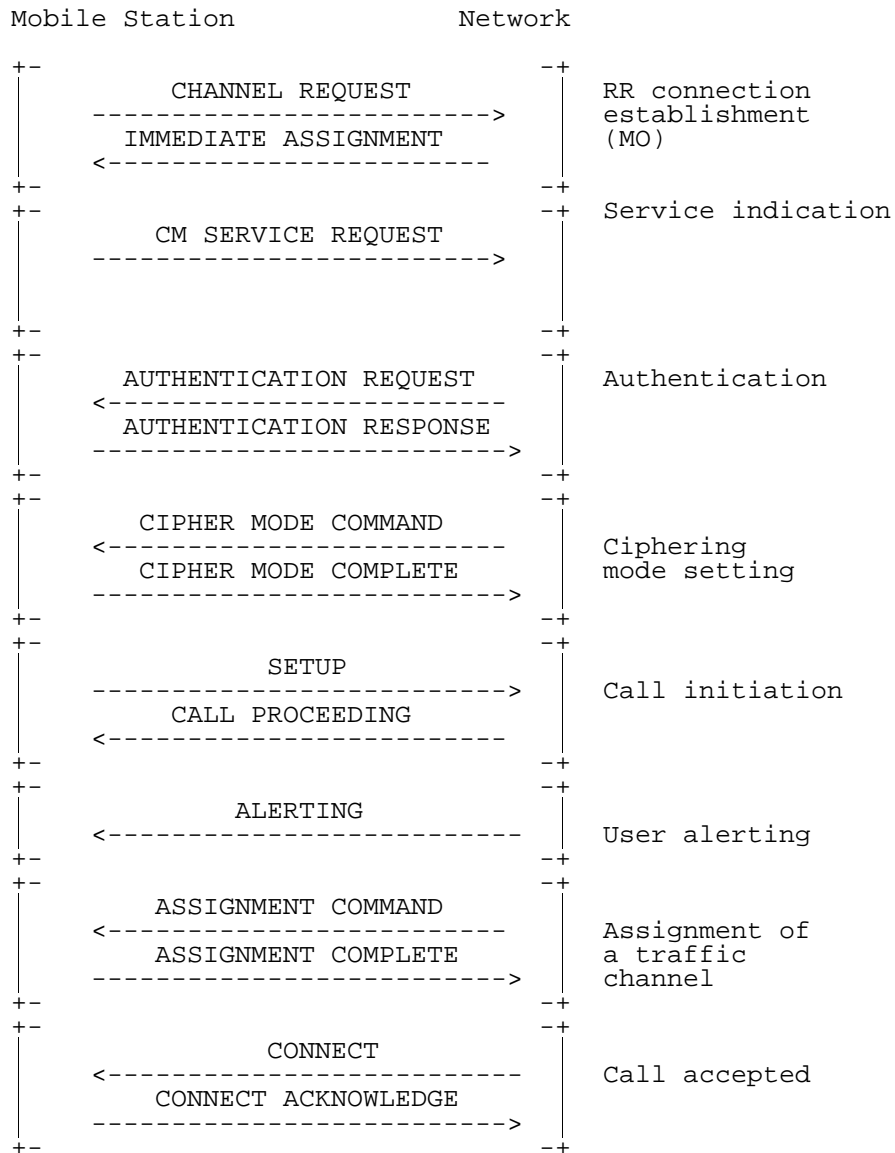 Mobile Station Network
CHANNEL REQUEST RR connection
establishment
IMMEDIATE ASSIGNMENT (MO)
Service indication
CM SERVICE REQUEST
AUTHENTICATION REQUEST Authentication
AUTHENTICATION RESPONSE
CIPHER MODE COMMAND
Ciphering
CIPHER MODE COMPLETE mode setting
SETUP
Call initiation
CALL PROCEEDING
ALERTING
User alerting
ASSIGNMENT COMMAND
Assignment of
ASSIGNMENT COMPLETE a traffic
channel
CONNECT
Call accepted
CONNECT ACKNOWLEDGE